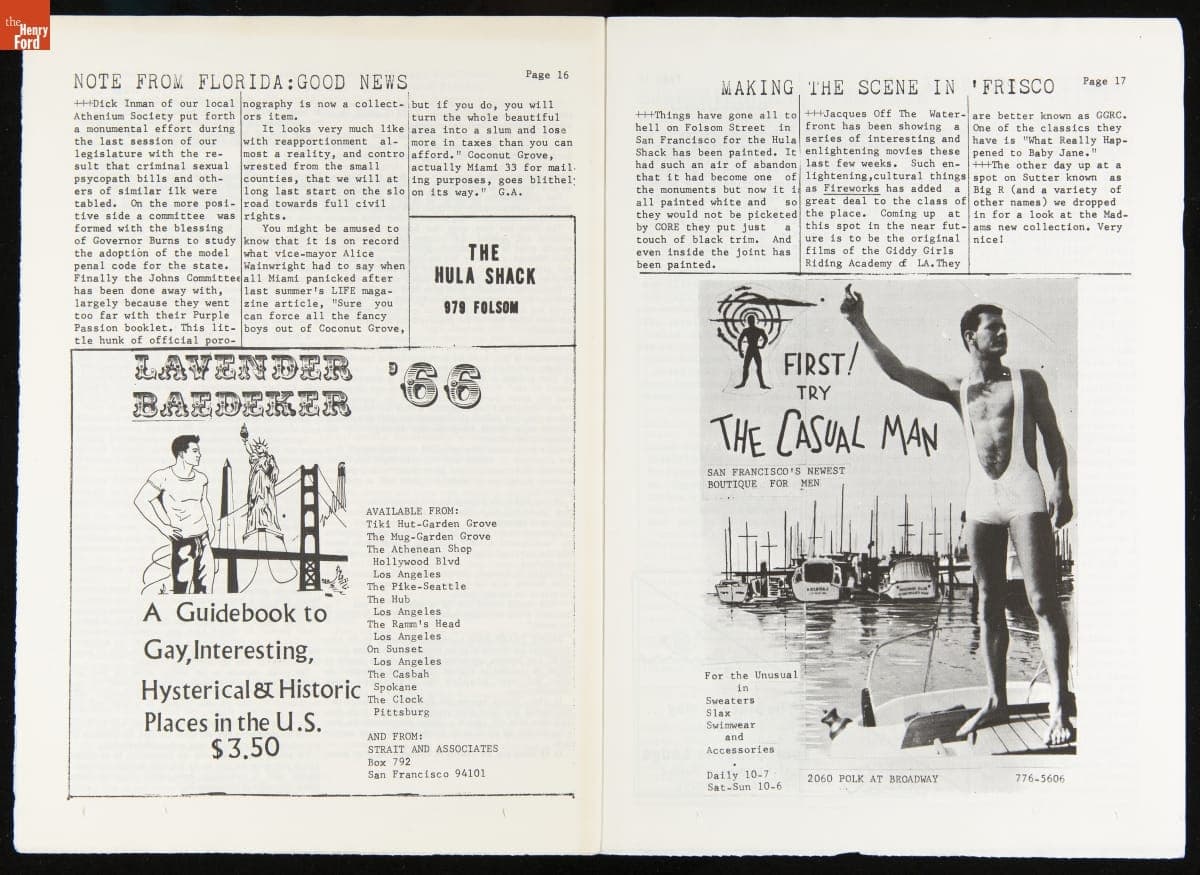 the
Henry
Ford
NOTE FROM FLORIDA:GOOD NEWS
Page 16
+++Dick Inman of our local
Athenium Society put forth
a monumental effort during
the last session of our
legislature with the re-
sult that criminal sexual
psycopath bills and oth-
ers of similar ilk were
tabled. On the more posi-
tive side a committee was
formed with the blessing
of Governor Burns to study
the adoption of the model
penal code for the state.
Finally the Johns Committee
has been done away with,
largely because they went
too far with their Purple
Passion booklet. This lit-
tle hunk of official poro-
nography is now a collect-
ors item.
It looks very much like
with reapportionment al-
most a realty, and contro
wrested from the small
counties, that we will at
long last start on the slo
road towards full civil
rights.
You might be amused to
know that it is on record
what vice-mayor Alice
Wainwright had to say when
all Miami panicked after
last summer's LIFE maga-
zine article, "Sure you
can force all the fancy
boys out of Coconut Grove,
but if you do, you will
turn the whole beautiful
area into a slum and lose
more in taxes than you can
afford." Coconut Grove,
actually Miami 33 for mail-
ing purposes, goes blithel
on its way." G.A.
THE
HULA SHACK
979 FOLSOM
LAVENDER
BAEDEKER
'66
A Guidebook to
Gay, Interesting,
Hysterical & Historic
Places in the U.S.
$3.50
AVAILABLE FROM:
Tiki Hut-Garden Grove
The Mug-Garden Grove
The Athenean Shop
Hollywood Blvd
Los Angeles
The Pike-Seattle
The Hub
Los Angeles
The Ramm's Head
Los Angeles
On Sunset
Los Angeles
The Casbah
Spokane
The Clock
Pittsburg
AND FROM:
STRAIT AND ASSOCIATES
Box 792
San Francisco 94101
MAKING THE SCENE IN 'FRISCO
Page 17
+++Things have gone all to
hell on Folsom Street in
San Francisco for the Hula
Shack has been painted. It
had such an air of abandon
that it had become one of
the monuments but now it is
all painted white and so
they would not be picketed
by CORE they put just a
touch of black trim. And
even inside the joint has
been painted.
+++Jacques Off The Water-
front has been showing a
series of interesting and
enlightening movies these
last few weeks. Such en-
lightening,cultural things
as Fireworks has added a
great deal to the class of
the place. Coming up at
this spot in the near fut-
ure is to be the original
films of the Giddy Girls
Riding Academy of LA.They
are better known as GGRC.
One of the classics they
have is "What Really Hap-
pened to Baby Jane."
+++The other day up at a
spot on Sutter known as
Big R (and a variety of
other names) we dropped
in for a look at the Mad-
ams new collection. Very
nice!
FIRST!
TRY
THE CASUAL MAN
SAN FRANCISCO'S NEWEST
BOUTIQUE FOR MEN
For the Unusual
in
Sweaters
Slax
Swimwear
and
Accessories
Daily 10-7
Sat-Sun 10-6
2060 POLK AT BROADWAY
776-5606